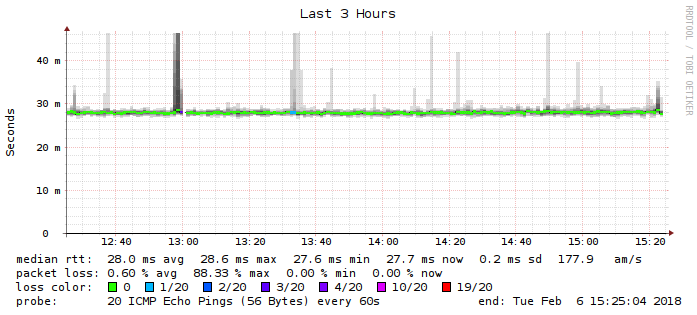 Last 3 Hours
RRDTOOL / TOBI OETIKER
Seconds
40 m
30 m
20 m
10 m
0
12:40 13:00 13:20 13:40 14:00 14:20 14:40 15:00 15:20
median rtt: 28.0 ms avg 28.6 ms max 27.6 ms min 27.7 ms now 0.2 ms sd 177.9 am/s
packet loss: 0.60 % avg 88.33 % max 0.00 % min 0.00 % now
loss color: 0 1/20 2/20 3/20 4/20 10/20 19/20
probe: 20 ICMP Echo Pings (56 Bytes) every 60s end: Tue Feb 6 15:25:04 2018